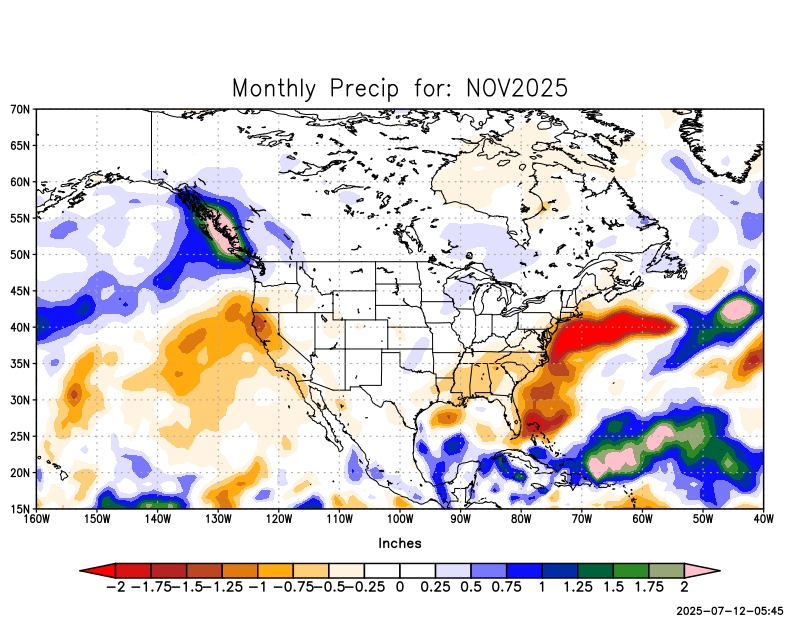 Monthly Precip for: NOV2025
70N
65N
60N
55N
50N
45N
40N
35N
30N
25N
20N
15N
160W 150W 140W 130W 120W 110W 100W 90W 80W 70W 60W 50W 40W
Inches
-2 -1.75 -1.5 -1.25 -1 -0.75 -0.5 -0.25 0 0.25 0.5 0.75 1 1.25 1.5 1.75 2
2025-07-12-05:45